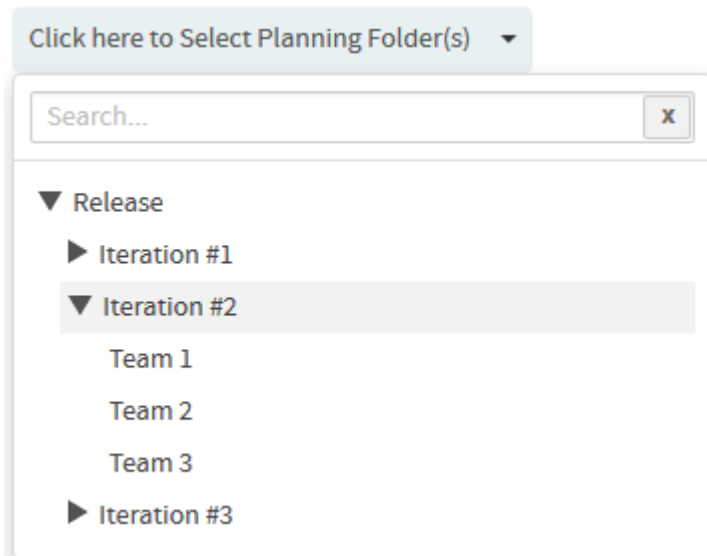 Click here to Select Planning Folder(s)
Search...
x
Release
Iteration #1
Iteration #2
Team 1
Team 2
Team 3
Iteration #3